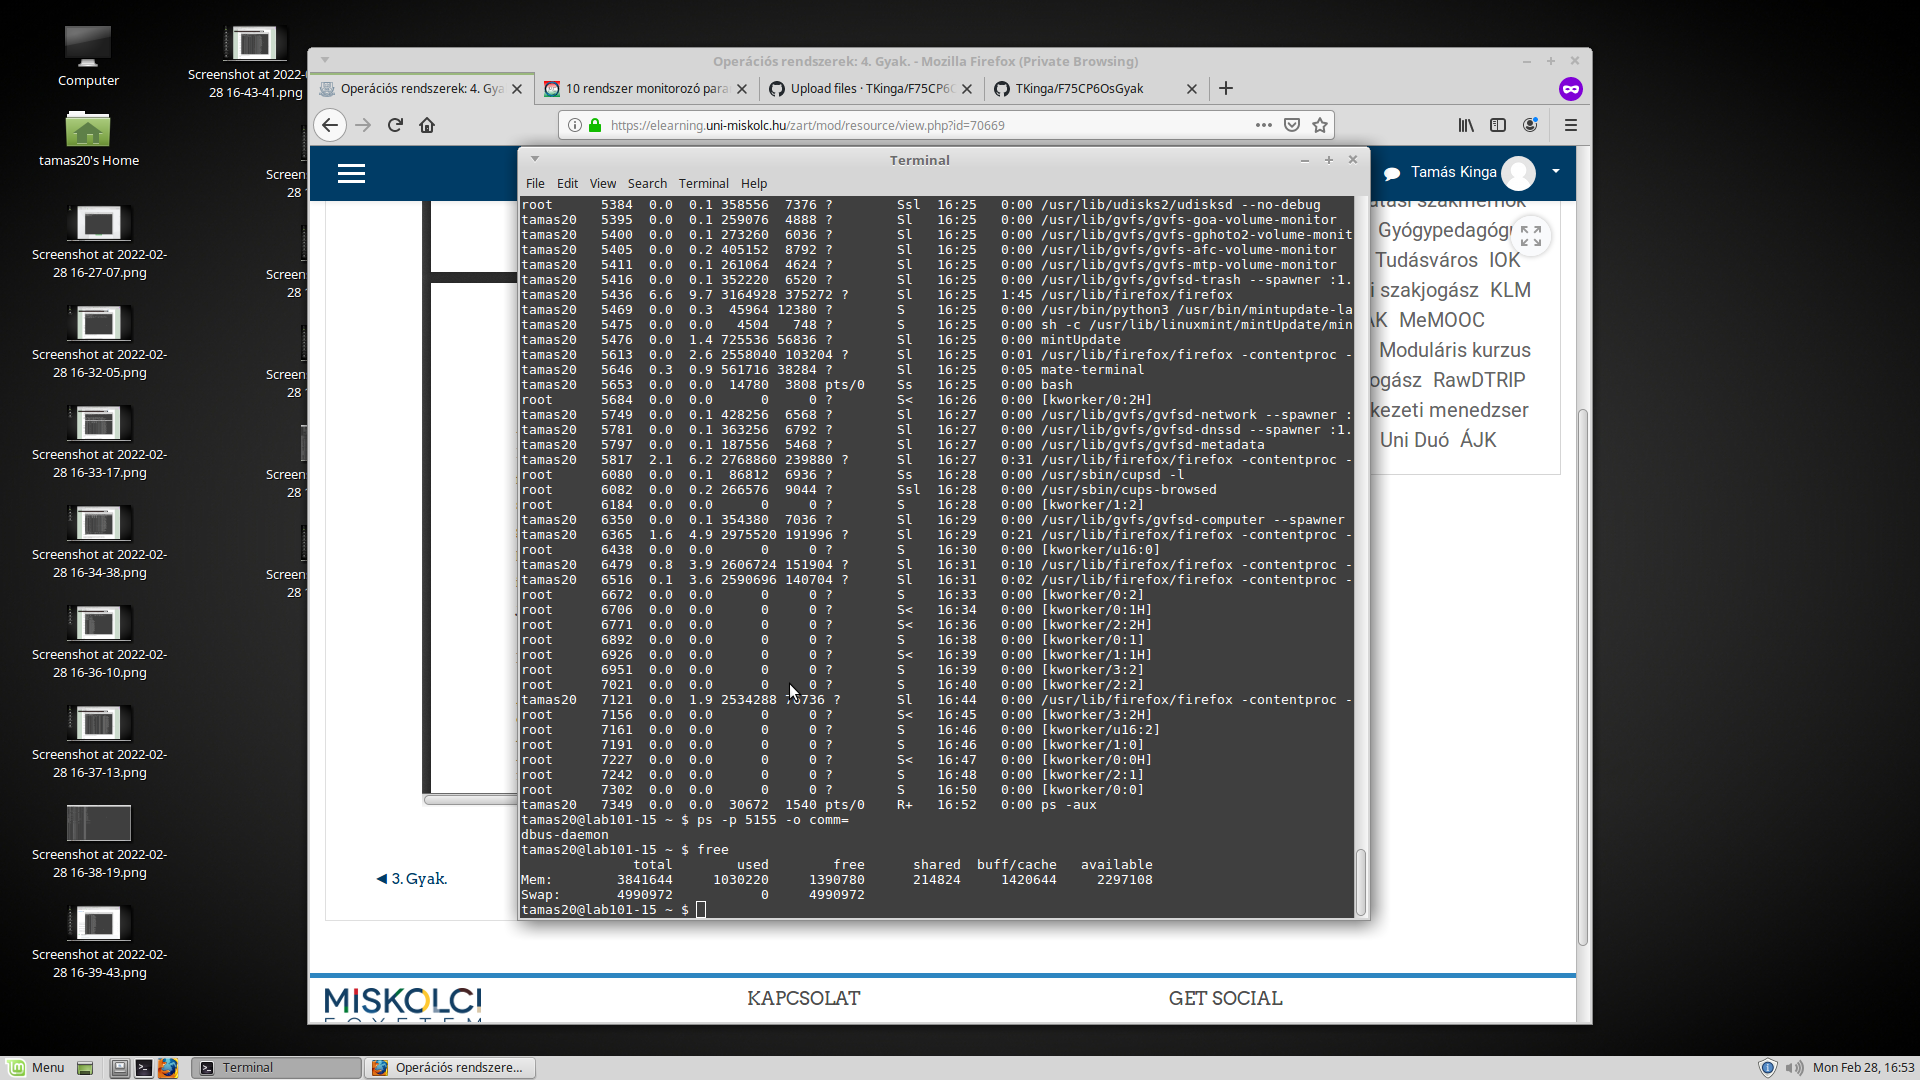 Computer
tamas20's Home
Screenshot at 2022-02-
28 16-27-07.png
Screenshot at 2022-02-
28 16-32-05.png
Screenshot at 2022-02-
28 16-33-17.png
Screenshot at 2022-02-
28 16-34-38.png
Screenshot at 2022-02-
28 16-36-10.png
Screenshot at 2022-02-
28 16-37-13.png
Screenshot at 2022-02-
28 16-38-19.png
Screenshot at 2022-02-
28 16-39-43.png
Screenshot at 2022-
28 16-43-41.png
Screen
28
Screen
28
Screen
28
Screen
28
Screen
28
Operációs rendszerek: 4. Gyak. - Mozilla Firefox (Private Browsing)
Operációs rendszerek: 4. Gya
10 rendszer monitorozó para
Upload files · TKinga/F75CP6
TKinga/F75CP6OsGyak
https://elearning.uni-miskolc.hu/zart/mod/resource/view.php?id=70669
Tamás Kinga
Gyógypedagóg
Tudásváros IOK
i szakjogász KLM
MeMOOC
Moduláris kurzus
ogász RawDTRIP
kezeti menedzser
Uni Duó ÁJK
Terminal
File Edit View Search Terminal Help
root 5384 0.0 0.1 358556 7376 ? Ssl 16:25 0:00 /usr/lib/udisks2/udisksd --no-debug
tamas20 5395 0.0 0.1 259076 4888 ? Sl 16:25 0:00 /usr/lib/gvfs/gvfs-goa-volume-monitor
tamas20 5400 0.0 0.1 273260 6036 ? Sl 16:25 0:00 /usr/lib/gvfs/gvfs-gphoto2-volume-monit
tamas20 5405 0.0 0.2 405152 8792 ? Sl 16:25 0:00 /usr/lib/gvfs/gvfs-afc-volume-monitor
tamas20 5411 0.0 0.1 261064 4624 ? Sl 16:25 0:00 /usr/lib/gvfs/gvfs-mtp-volume-monitor
tamas20 5416 0.0 0.1 352220 6520 ? Sl 16:25 0:00 /usr/lib/gvfs/gvfsd-trash --spawner :1.
tamas20 5436 6.6 9.7 3164928 375272 ? Sl 16:25 1:45 /usr/lib/firefox/firefox
tamas20 5469 0.0 0.3 45964 12380 ? S 16:25 0:00 /usr/bin/python3 /usr/bin/mintupdate-la
tamas20 5475 0.0 0.0 4504 748 ? S 16:25 0:00 sh -c /usr/lib/linuxmint/mintUpdate/min
tamas20 5476 0.0 1.4 725536 56836 ? Sl 16:25 0:00 mintUpdate
tamas20 5613 0.0 2.6 2558040 103204 ? Sl 16:25 0:01 /usr/lib/firefox/firefox -contentproc -
tamas20 5646 0.3 0.9 561716 38284 ? Sl 16:25 0:05 mate-terminal
tamas20 5653 0.0 0.0 14780 3808 pts/0 Ss 16:25 0:00 bash
root 5684 0.0 0.0 0 0 ? S< 16:26 0:00 [kworker/0:2H]
tamas20 5749 0.0 0.1 428256 6568 ? Sl 16:27 0:00 /usr/lib/gvfs/gvfsd-network --spawner :
tamas20 5781 0.0 0.1 363256 6792 ? Sl 16:27 0:00 /usr/lib/gvfs/gvfsd-dnssd --spawner :1.
tamas20 5797 0.0 0.1 187556 5468 ? Sl 16:27 0:00 /usr/lib/gvfs/gvfsd-metadata
tamas20 5817 2.1 6.2 2768860 239880 ? Sl 16:27 0:31 /usr/lib/firefox/firefox -contentproc -
root 6080 0.0 0.1 86812 6936 ? Ss 16:28 0:00 /usr/sbin/cupsd -l
root 6082 0.0 0.2 266576 9044 ? Ssl 16:28 0:00 /usr/sbin/cups-browsed
root 6184 0.0 0.0 0 0 ? S 16:28 0:00 [kworker/1:2]
tamas20 6350 0.0 0.1 354380 7036 ? Sl 16:29 0:00 /usr/lib/gvfs/gvfsd-computer --spawner
tamas20 6365 1.6 4.9 2975520 191996 ? Sl 16:29 0:21 /usr/lib/firefox/firefox -contentproc -
root 6438 0.0 0.0 0 0 ? S 16:30 0:00 [kworker/u16:0]
tamas20 6479 0.8 3.9 2606724 151904 ? Sl 16:31 0:10 /usr/lib/firefox/firefox -contentproc -
tamas20 6516 0.1 3.6 2590696 140704 ? Sl 16:31 0:02 /usr/lib/firefox/firefox -contentproc -
root 6672 0.0 0.0 0 0 ? S 16:33 0:00 [kworker/0:2]
root 6706 0.0 0.0 0 0 ? S< 16:34 0:00 [kworker/0:1H]
root 6771 0.0 0.0 0 0 ? S< 16:36 0:00 [kworker/2:2H]
root 6892 0.0 0.0 0 0 ? S 16:38 0:00 [kworker/0:1]
root 6926 0.0 0.0 0 0 ? S< 16:39 0:00 [kworker/1:1H]
root 6951 0.0 0.0 0 0 ? S 16:39 0:00 [kworker/3:2]
root 7021 0.0 0.0 0 0 ? S 16:40 0:00 [kworker/2:2]
tamas20 7121 0.0 1.9 2534288 ? Sl 16:44 0:00 /usr/lib/firefox/firefox -contentproc -
root 7156 0.0 0.0 0 0 ? S< 16:45 0:00 [kworker/3:2H]
root 7161 0.0 0.0 0 0 ? S 16:46 0:00 [kworker/u16:2]
root 7191 0.0 0.0 0 0 ? S 16:46 0:00 [kworker/1:0]
root 7227 0.0 0.0 0 0 ? S< 16:47 0:00 [kworker/0:0H]
root 7242 0.0 0.0 0 0 ? S 16:48 0:00 [kworker/2:1]
root 7302 0.0 0.0 0 0 ? S 16:50 0:00 [kworker/0:0]
tamas20 7349 0.0 0.0 30672 1540 pts/0 R+ 16:52 0:00 ps -aux
tamas20@lab101-15 ~ $ ps -p 5155 -o comm=
dbus-daemon
tamas20@lab101-15 ~ $ free
total used free shared buff/cache available
Mem: 3841644 1030220 1390780 214824 1420644 2297108
Swap: 4990972 0 4990972
tamas20@lab101-15 ~ $
◄ 3. Gyak.
MISKOLCI
KAPCSOLAT
GET SOCIAL
Menu
Terminal
Operációs rendszere...
Mon Feb 28, 16:53